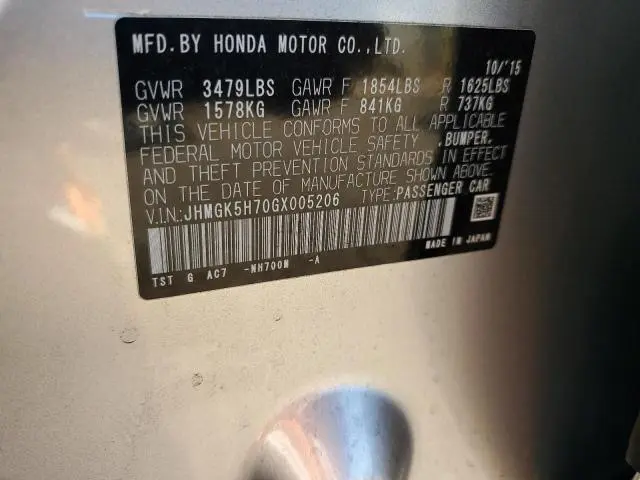 MFD.BY HONDA MOTOR CO.,LTD.
10/'15
GVWR 3479LBS GAWR F 1854LBS R 1625LBS
GVWR 1578KG GAWR F 841KG R 737KG
THIS VEHICLE CONFORMS TO ALL APPLICABLE
FEDERAL MOTOR VEHICLE SAFETY ,BUMPER,
AND THEFT PREVENTION STANDARDS IN EFFECT
ON THE DATE OF MANUFACTURE SHOWN ABOVE.
V.I.N.:JHMGK5H70GX005206 TYPE:PASSENGER CAR
MADE IN JAPAN
TST G AC7 -NH700M -A